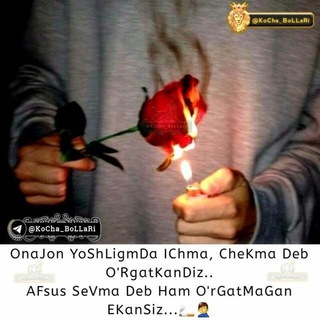 @KoCha_BoLLaRi
@KoCha_BoLLaRi
OnaJon YoShLigmDa IChma, CheKma Deb
O'RgatKanDiz..
AFsus SeVma Deb Ham O'rGatMaGan
EKanSiz...🚬🤦‍♂️